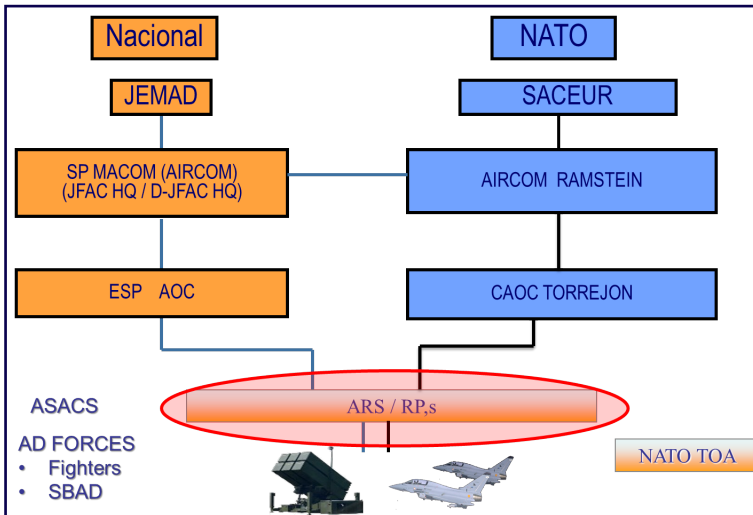 Nacional
NATO
JEMAD
SACEUR
SP MACOM (AIRCOM)
(JFAC HQ / D-JFAC HQ)
AIRCOM RAMSTEIN
ESP AOC
CAOC TORREJON
ASACS
ARS / RP,s
AD FORCES
• Fighters
• SBAD
NATO TOA